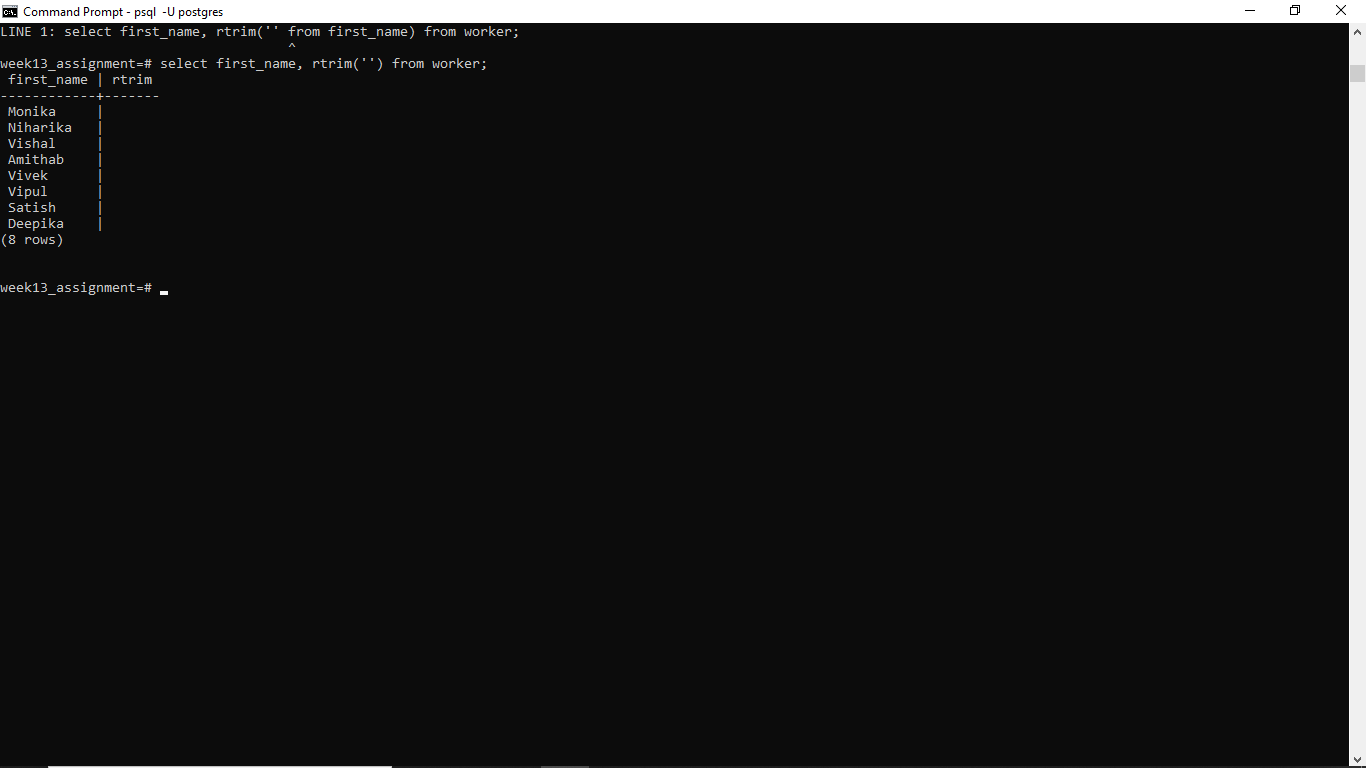 Command Prompt - psql  -U postgres
LINE 1: select first_name, rtrim('' from first_name) from worker;
                                    ^
week13_assignment=# select first_name, rtrim('') from worker;
 first_name | rtrim
------------+-------
 Monika     |
 Niharika   |
 Vishal     |
 Amithab    |
 Vivek      |
 Vipul      |
 Satish     |
 Deepika    |
(8 rows)
week13_assignment=#